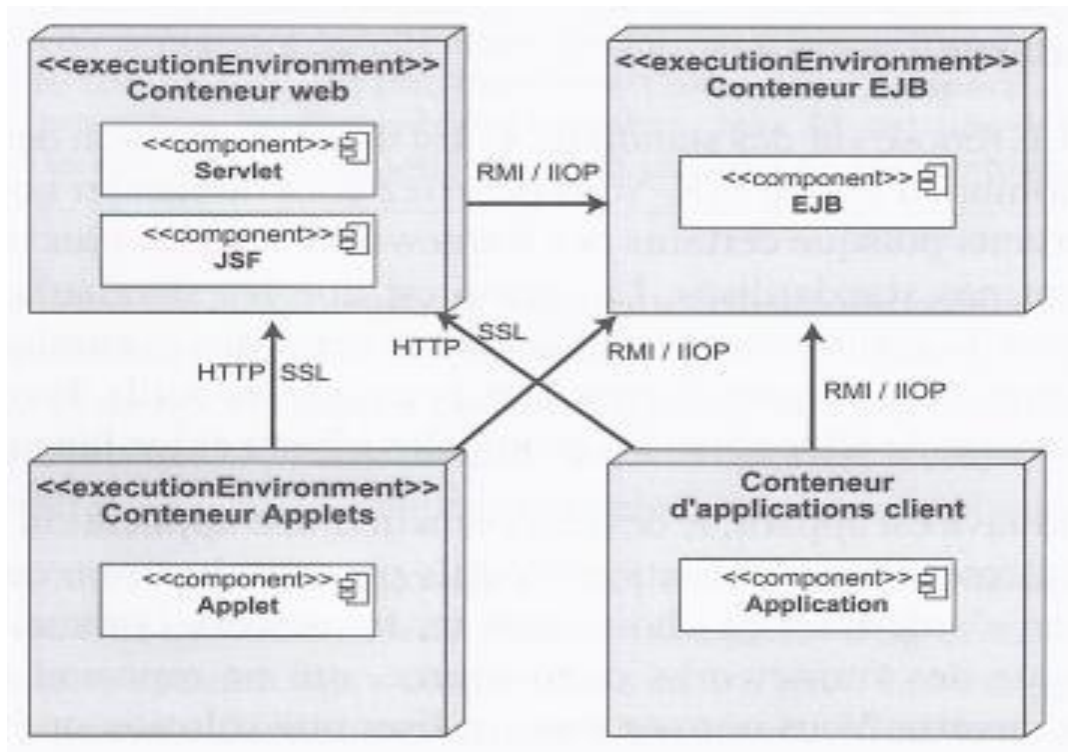 <<executionEnvironment>>
Conteneur web
<<component>>
Servlet
<<component>>
JSF
RMI / IIOP
<<executionEnvironment>>
Conteneur EJB
<<component>>
EJB
HTTP SSL
HTTP SSL
RMI / IIOP
RMI / IIOP
<<executionEnvironment>>
Conteneur Applets
<<component>>
Applet
Conteneur
d'applications client
<<component>>
Application